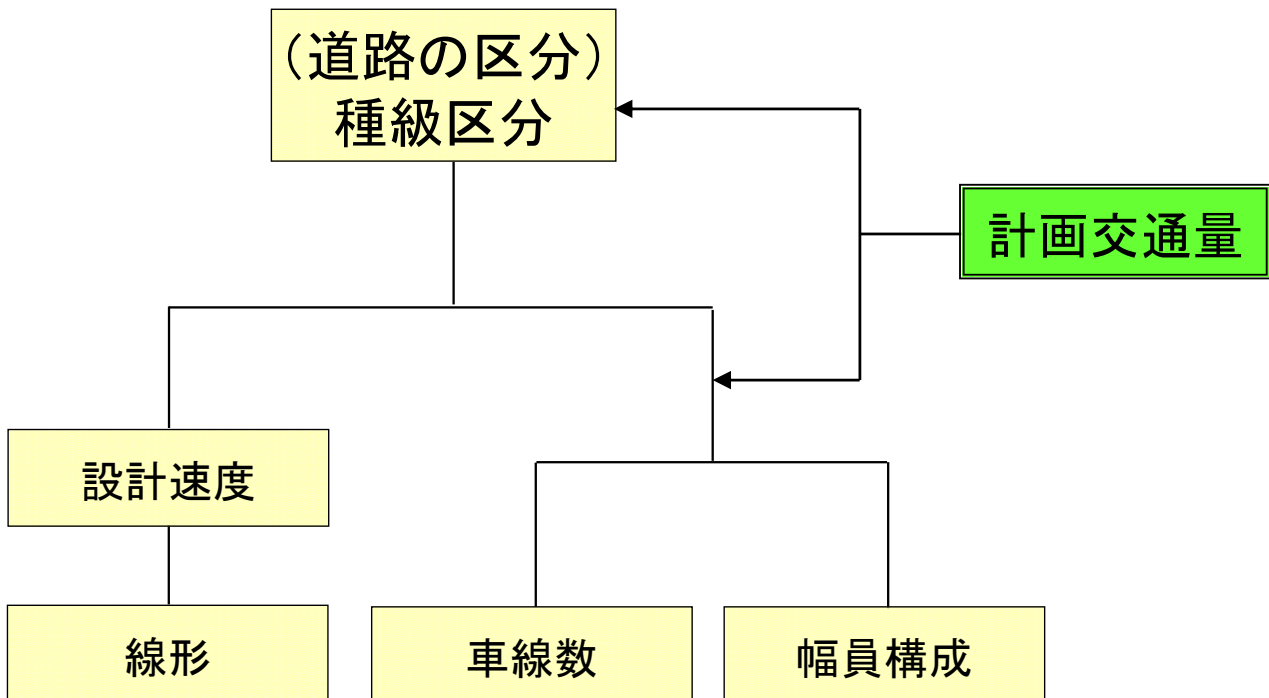 （道路の区分）
種級区分
計画交通量
設計速度
線形
車線数
幅員構成